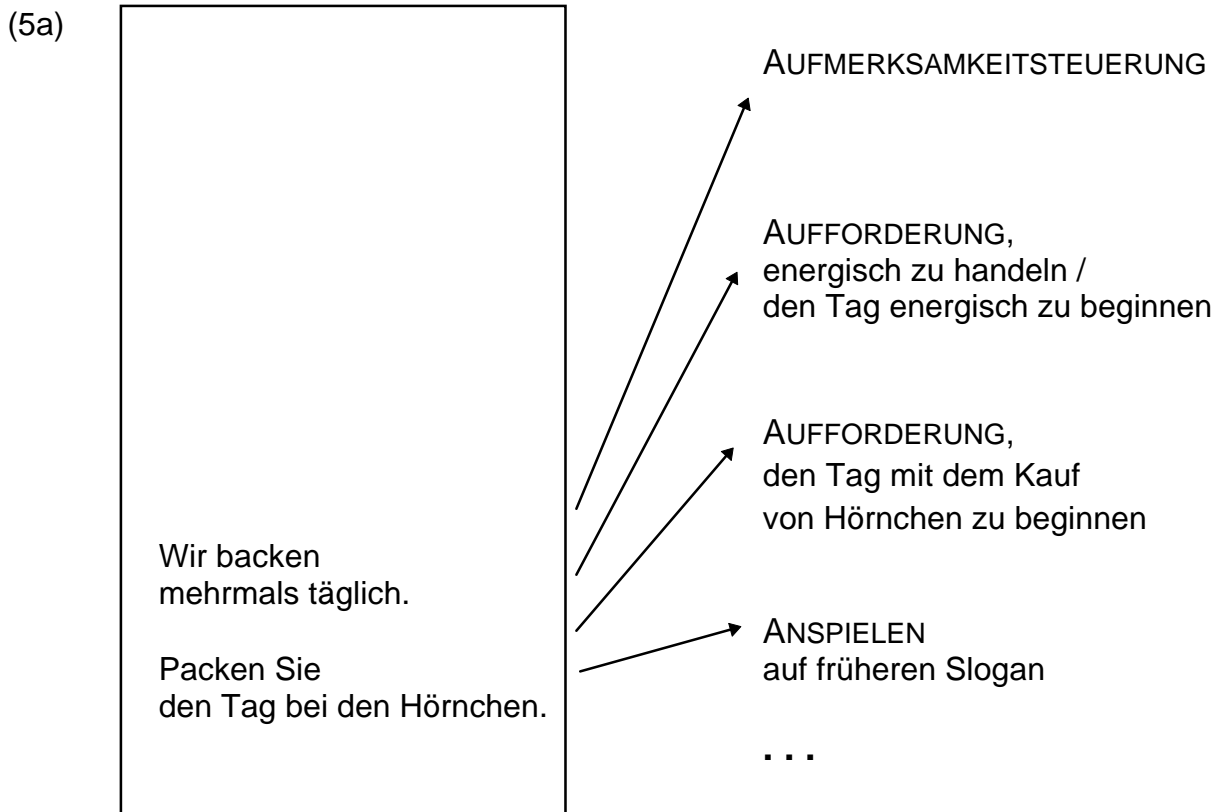 (5a)
Wir backen
mehrmals täglich.
Packen Sie
den Tag bei den Hörnchen.
AUFMERKSAMKEITSTEUERUNG
AUFFORDERUNG,
energisch zu handeln /
den Tag energisch zu beginnen
AUFFORDERUNG,
den Tag mit dem Kauf
von Hörnchen zu beginnen
ANSPIELEN
auf früheren Slogan
. . .